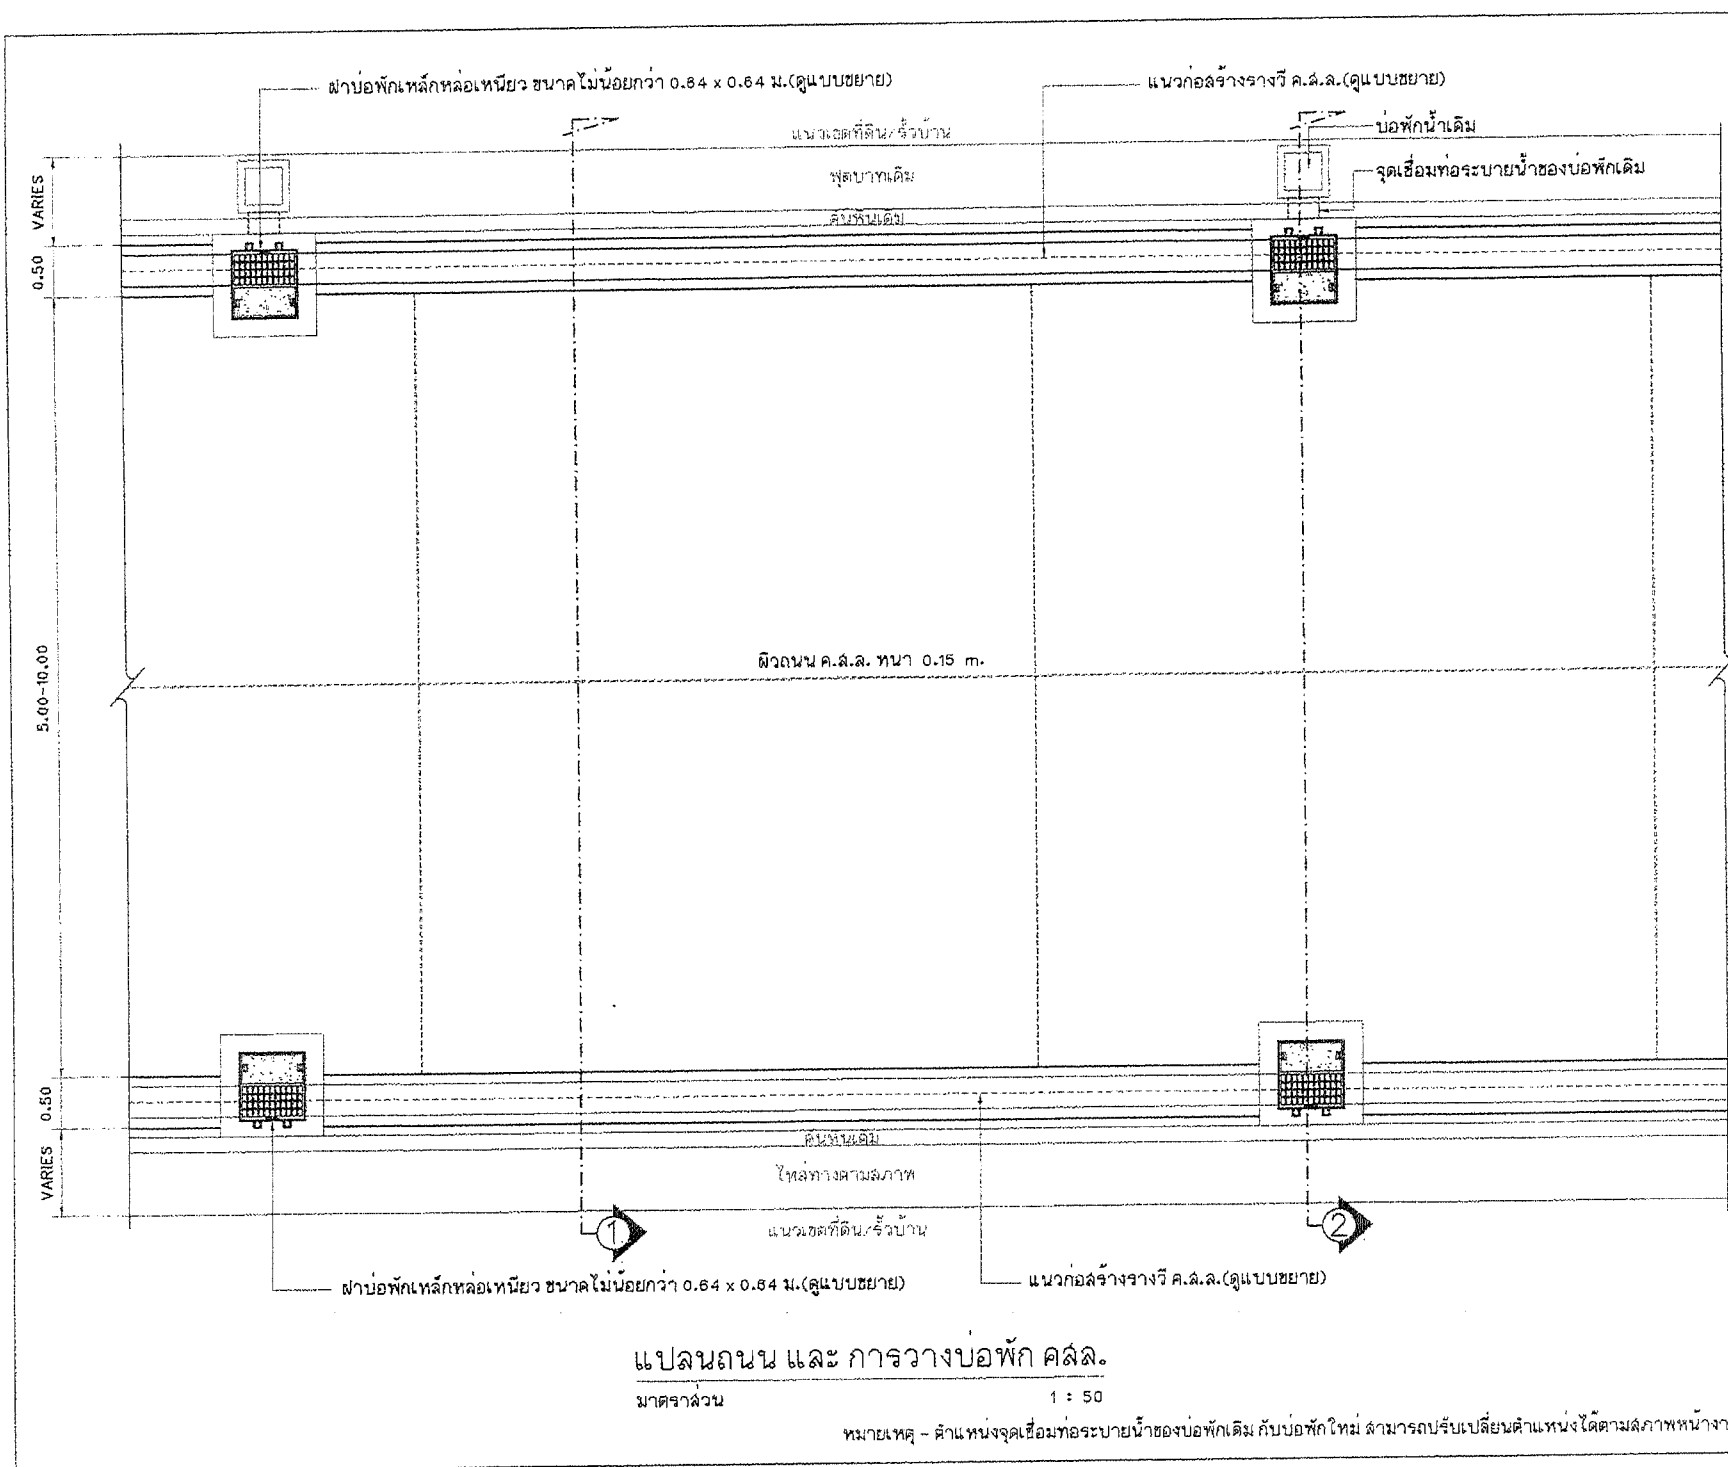 ฝาบ่อพักเหล็กหล่อเหนียว ขนาดไม่น้อยกว่า 0.64 x 0.64 ม.(ดูแบบขยาย)
แนวก่อสร้างรางวี ค.ส.ล.(ดูแบบขยาย)
แนวเขตที่ดิน/รั้วบ้าน
บ่อพักน้ำเดิม
ฟุตบาทเดิม
จุดเชื่อมท่อระบายน้ำของบ่อพักเดิม
VARIES
คันหินเดิม
0.50
5.00-10.00
ผิวถนน ค.ส.ล. หนา 0.15 m.
0.50
คันหินเดิม
VARIES
ไหล่ทางตามสภาพ
แนวเขตที่ดิน/รั้วบ้าน
1
2
ฝาบ่อพักเหล็กหล่อเหนียว ขนาดไม่น้อยกว่า 0.64 x 0.64 ม.(ดูแบบขยาย)
แนวก่อสร้างรางวี ค.ส.ล.(ดูแบบขยาย)
แปลนถนน และ การวางบ่อพัก คสล.
มาตราส่วน 1 : 50
หมายเหตุ - ตำแหน่งจุดเชื่อมท่อระบายน้ำของบ่อพักเดิม กับบ่อพักใหม่ สามารถปรับเปลี่ยนตำแหน่งได้ตามสภาพหน้างา